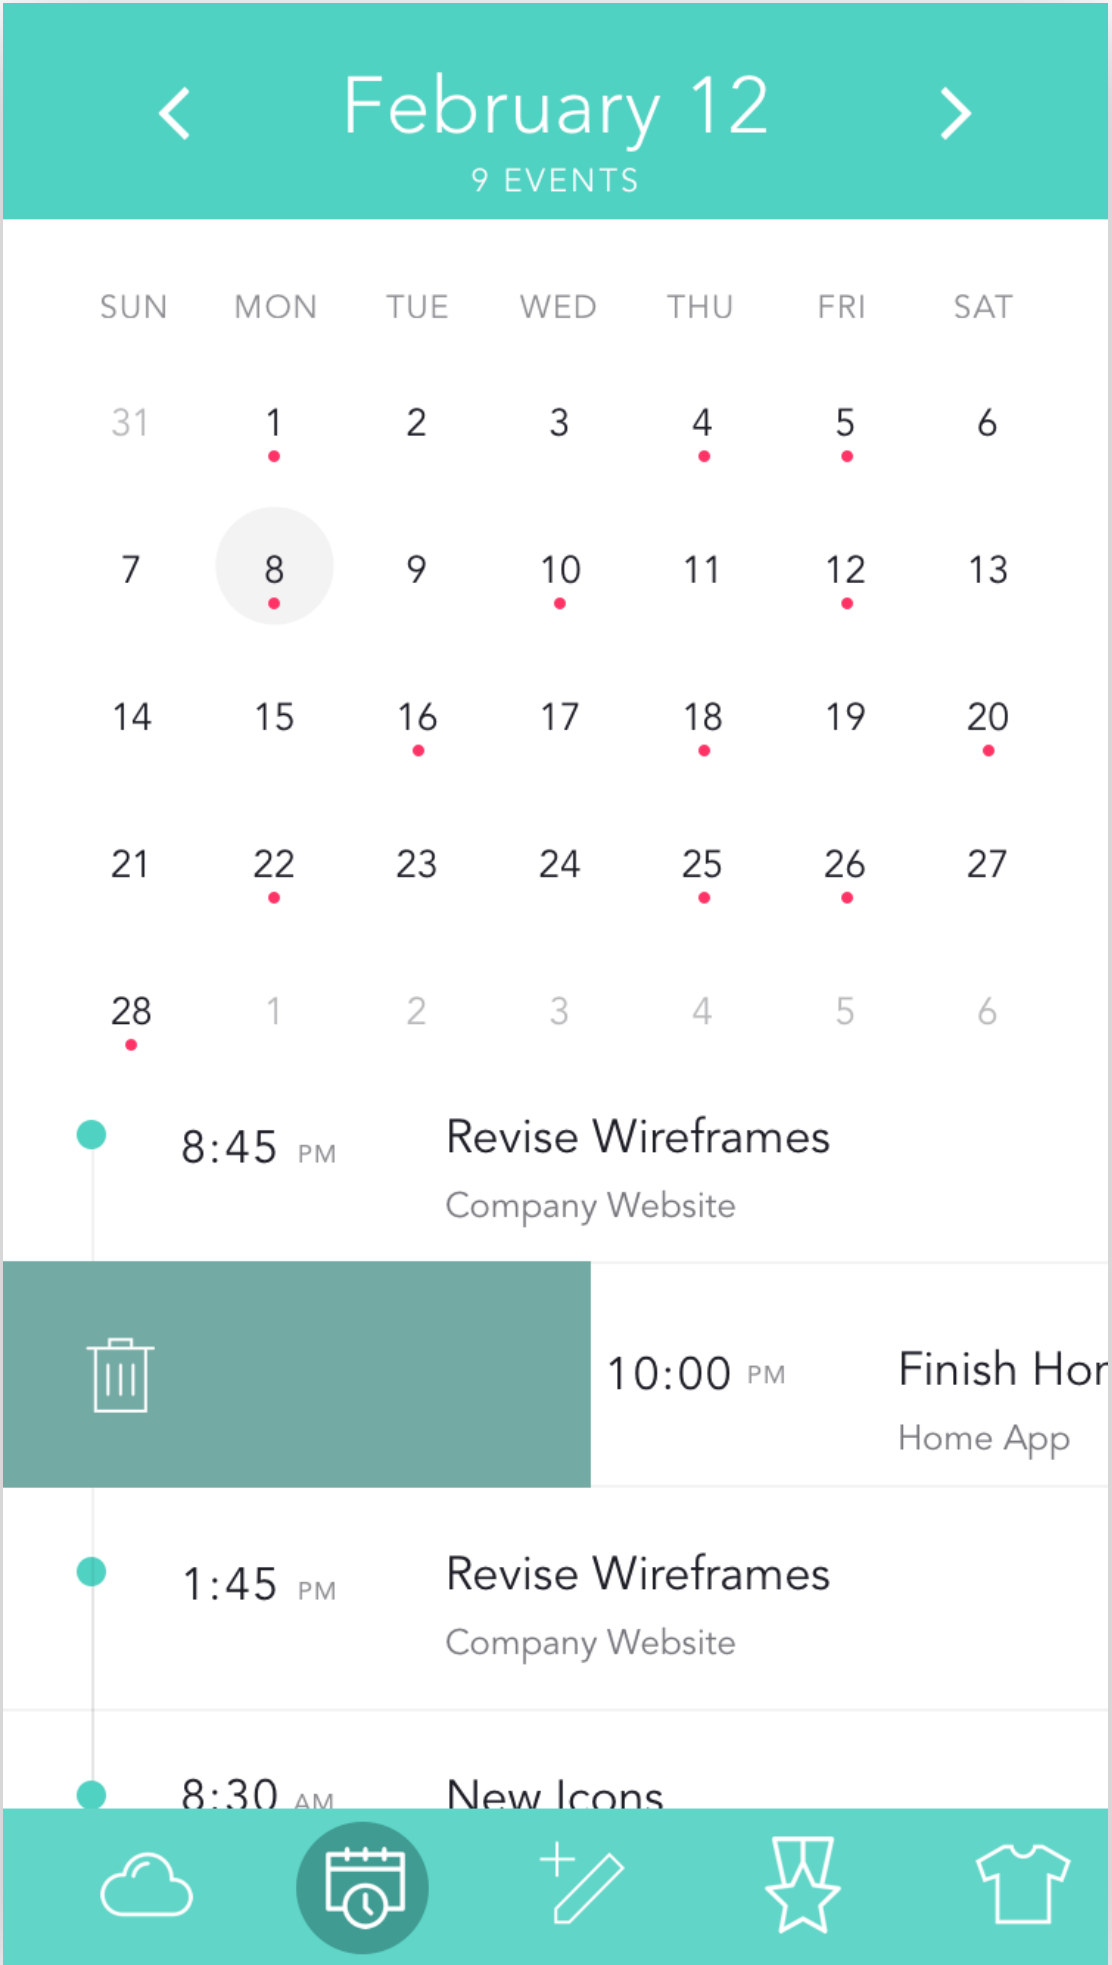 February 12
9 EVENTS
SUN MON TUE WED THU FRI SAT
31 1 2 3 4 5 6
7 8 9 10 11 12 13
14 15 16 17 18 19 20
21 22 23 24 25 26 27
28 1 2 3 4 5 6
8:45 PM Revise Wireframes
Company Website
10:00 PM Finish Hor
Home App
1:45 PM Revise Wireframes
Company Website
8:30 AM New Icons